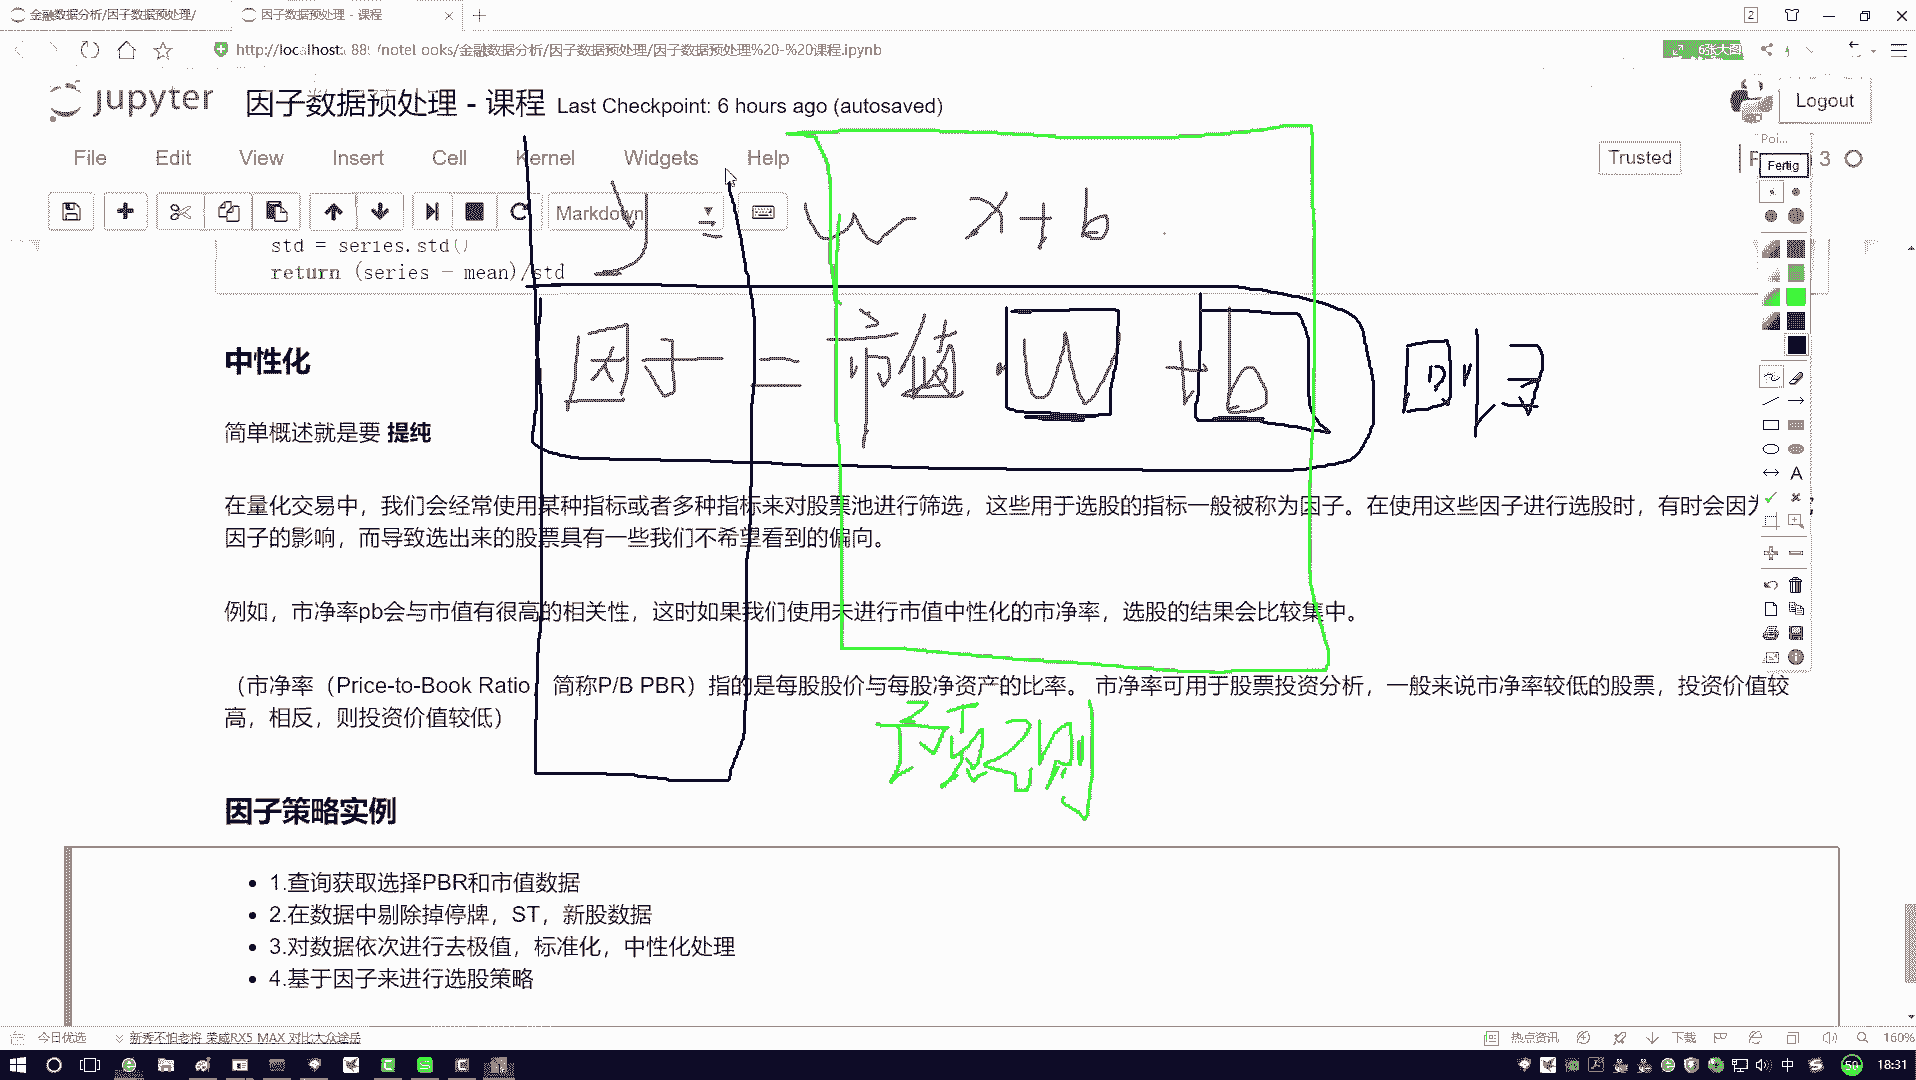 金融数据分析/因子数据预处理/
因子数据预处理 - 课程
2
/金融数据分析/因子数据预处理/因子数据预处理%20-%20课程.ipynb
6张大图
jupyter 因子数据预处理 - 课程 Last Checkpoint: 6 hours ago (autosaved)
Logout
File Edit View Insert Cell Kernel Widgets Help
Trusted
3
Fertig
Markdown
y = w x + b
std = series.std()
return (series - mean)/std
因子 = 市值 · W + b 回归
中性化
简单概述就是要 提纯
在量化交易中，我们会经常使用某种指标或者多种指标来对股票池进行筛选，这些用于选股的指标一般被称为因子。在使用这些因子进行选股时，有时会因为
因子的影响，而导致选出来的股票具有一些我们不希望看到的偏向。
例如，市净率pb会与市值有很高的相关性，这时如果我们使用未进行市值中性化的市净率，选股的结果会比较集中。
（市净率（Price-to-Book Ratio，简称P/B PBR）指的是每股股价与每股净资产的比率。 市净率可用于股票投资分析，一般来说市净率较低的股票，投资价值较
高，相反，则投资价值较低）
预测
因子策略实例
1.查询获取选择PBR和市值数据
2.在数据中剔除掉停牌，ST，新股数据
3.对数据依次进行去极值，标准化，中性化处理
4.基于因子来进行选股策略
今日优选
新秀不怕老将 荣威RX5 MAX 对比大众途岳
热点资讯
下载
160%
中
18:31